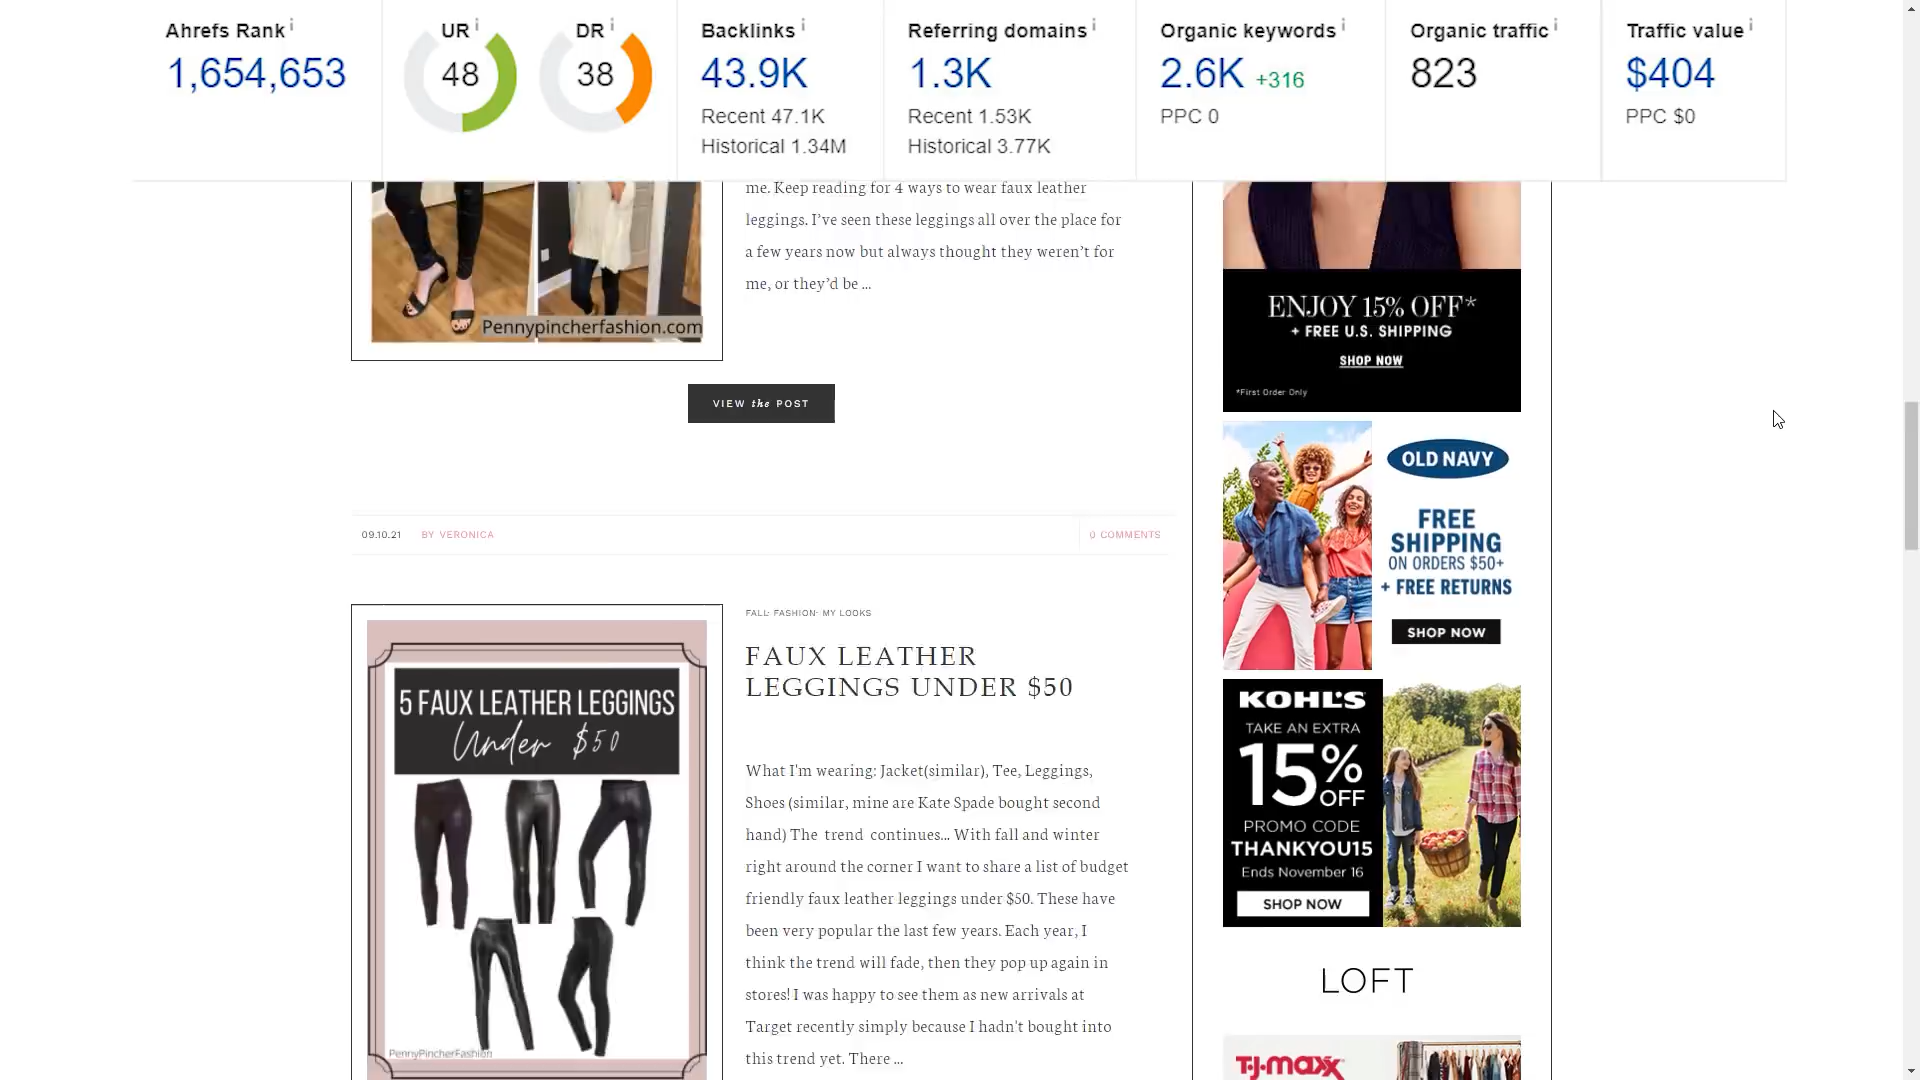 Ahrefs Rank i
1,654,653
UR i
48
DR i
38
Backlinks i
43.9K
Recent 47.1K
Historical 1.34M
Referring domains i
1.3K
Recent 1.53K
Historical 3.77K
Organic keywords i
2.6K +316
PPC 0
Organic traffic i
823
Traffic value i
$404
PPC $0
Pennypincherfashion.com
me. Keep reading for 4 ways to wear faux leather
leggings. I’ve seen these leggings all over the place for
a few years now but always thought they weren’t for
me, or they’d be ...
VIEW the POST
09.10.21 BY VERONICA 0 COMMENTS
5 FAUX LEATHER LEGGINGS
Under $50
PennyPincherFashion
FALL· FASHION· MY LOOKS
FAUX LEATHER
LEGGINGS UNDER $50
What I'm wearing: Jacket(similar), Tee, Leggings,
Shoes (similar, mine are Kate Spade bought second
hand) The trend continues... With fall and winter
right around the corner I want to share a list of budget
friendly faux leather leggings under $50. These have
been very popular the last few years. Each year, I
think the trend will fade, then they pop up again in
stores! I was happy to see them as new arrivals at
Target recently simply because I hadn't bought into
this trend yet. There ...
ENJOY 15% OFF*
+ FREE U.S. SHIPPING
SHOP NOW
*First Order Only
OLD NAVY
FREE
SHIPPING
ON ORDERS $50+
+ FREE RETURNS
SHOP NOW
KOHL'S
TAKE AN EXTRA
15% OFF
PROMO CODE
THANKYOU15
Ends November 16
SHOP NOW
LOFT
T.J.maxx